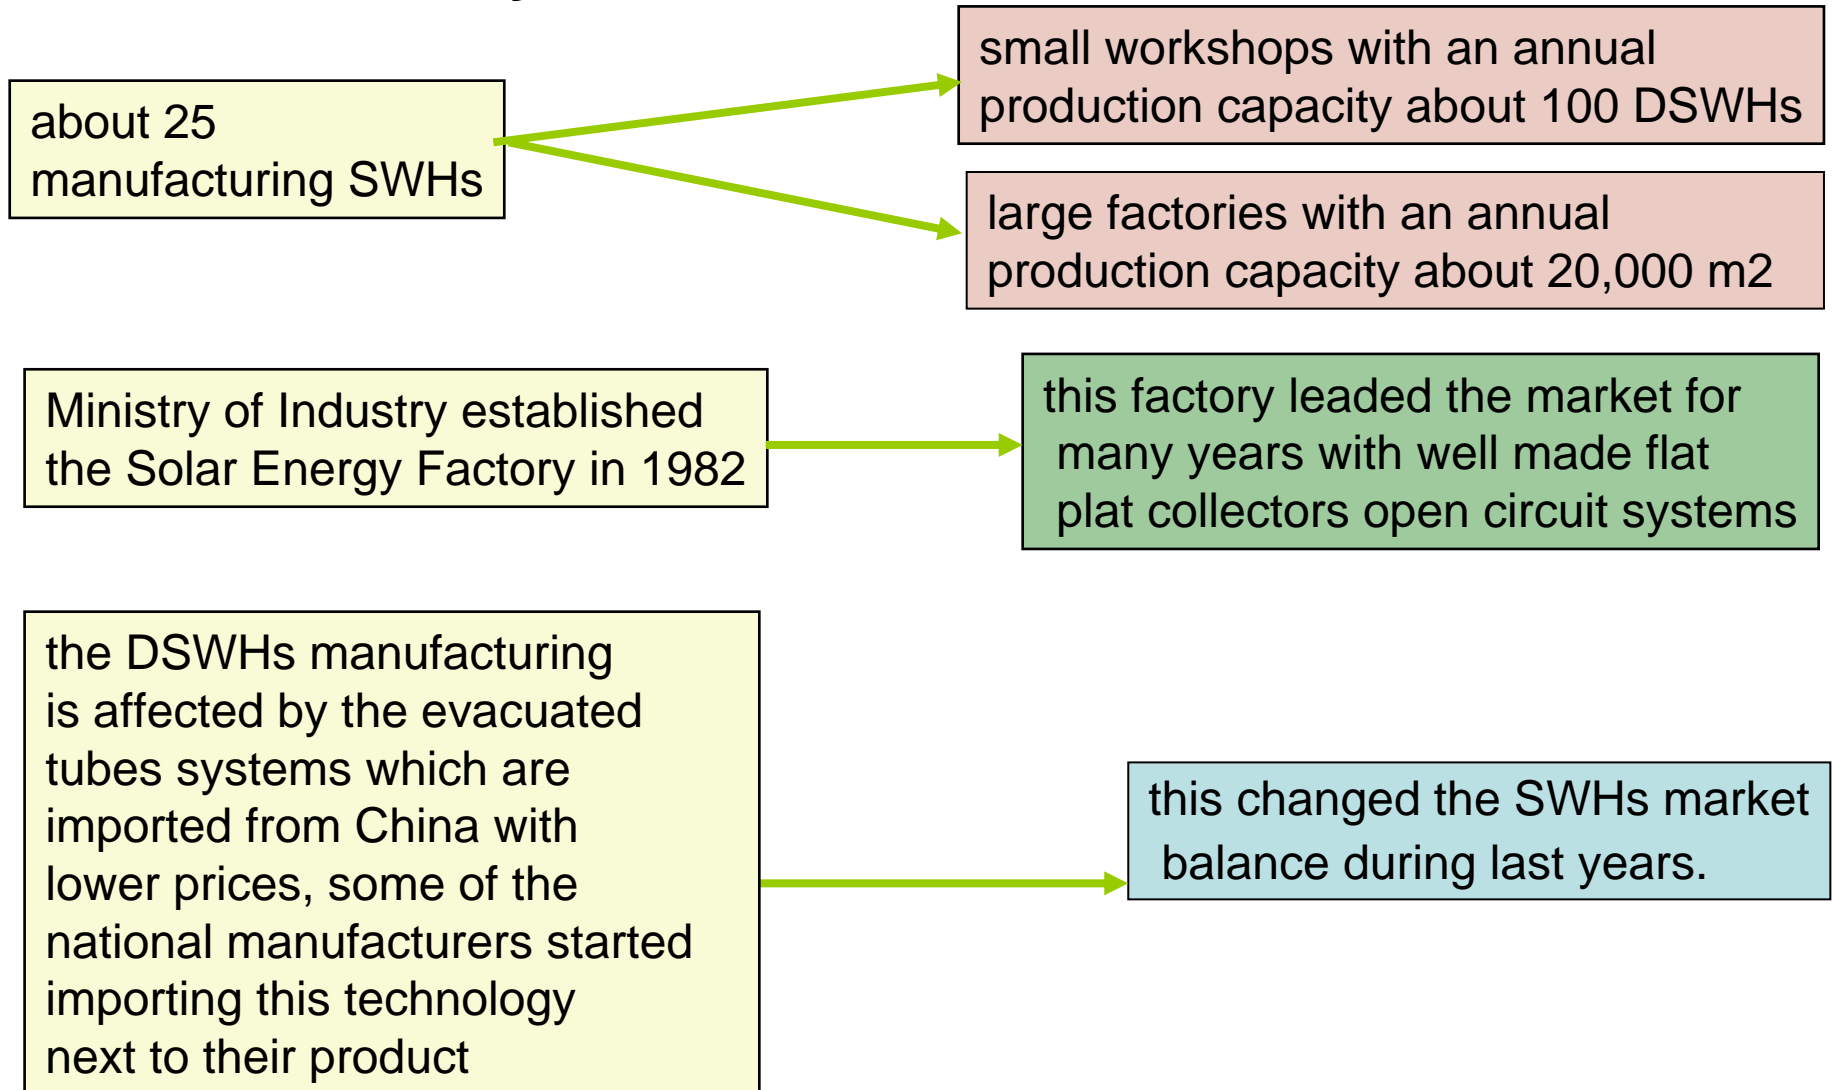 about 25
manufacturing SWHs
small workshops with an annual
production capacity about 100 DSWHs
large factories with an annual
production capacity about 20,000 m2
Ministry of Industry established
the Solar Energy Factory in 1982
this factory leaded the market for
many years with well made flat
plat collectors open circuit systems
the DSWHs manufacturing
is affected by the evacuated
tubes systems which are
imported from China with
lower prices, some of the
national manufacturers started
importing this technology
next to their product
this changed the SWHs market
balance during last years.